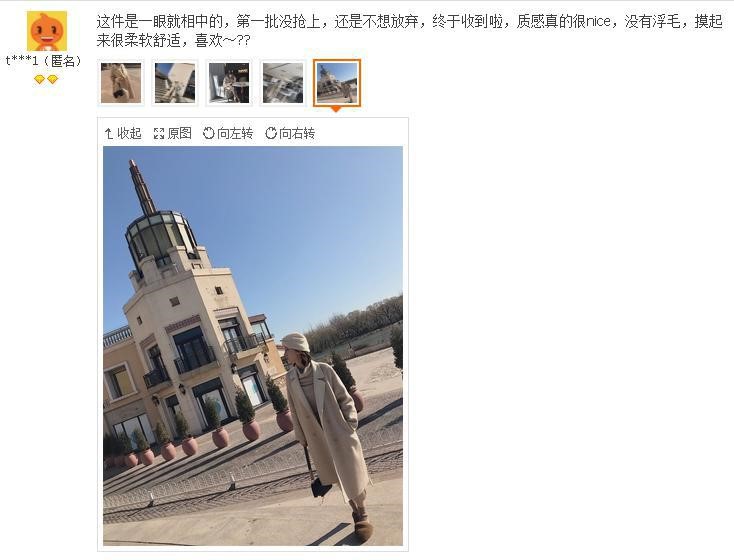 这件是一眼就相中的，第一批没抢上，还是不想放弃，终于收到啦，质感真的很nice，没有浮毛，摸起
来很柔软舒适，喜欢～??
t***1（匿名）
收起 原图 向左转 向右转